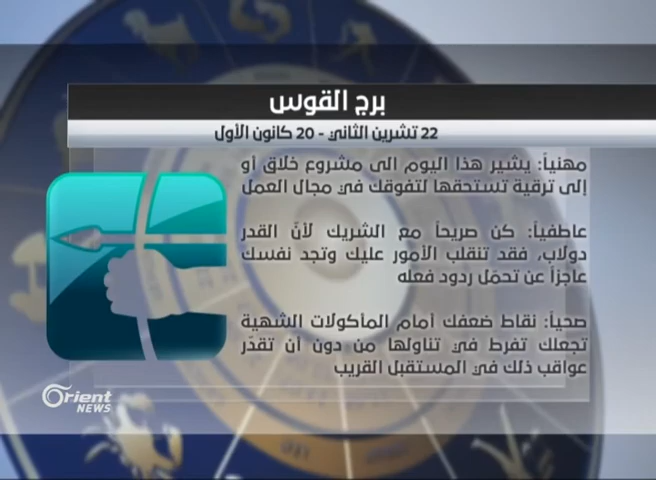 برج القوس
22 تشرين الثاني - 20 كانون الأول
مهنياً: يشير هذا اليوم الى مشروع خلاق أو
إلى ترقية تستحقها لتفوقك في مجال العمل
عاطفياً: كن صريحاً مع الشريك لأنّ القدر
دولاب، فقد تنقلب الأمور عليك وتجد نفسك
عاجزاً عن تحمّل ردود فعله
صحياً: نقاط ضعفك أمام المأكولات الشهية
تجعلك تفرط في تناولها من دون أن تقدّر
عواقب ذلك في المستقبل القريب
Orient
NEWS